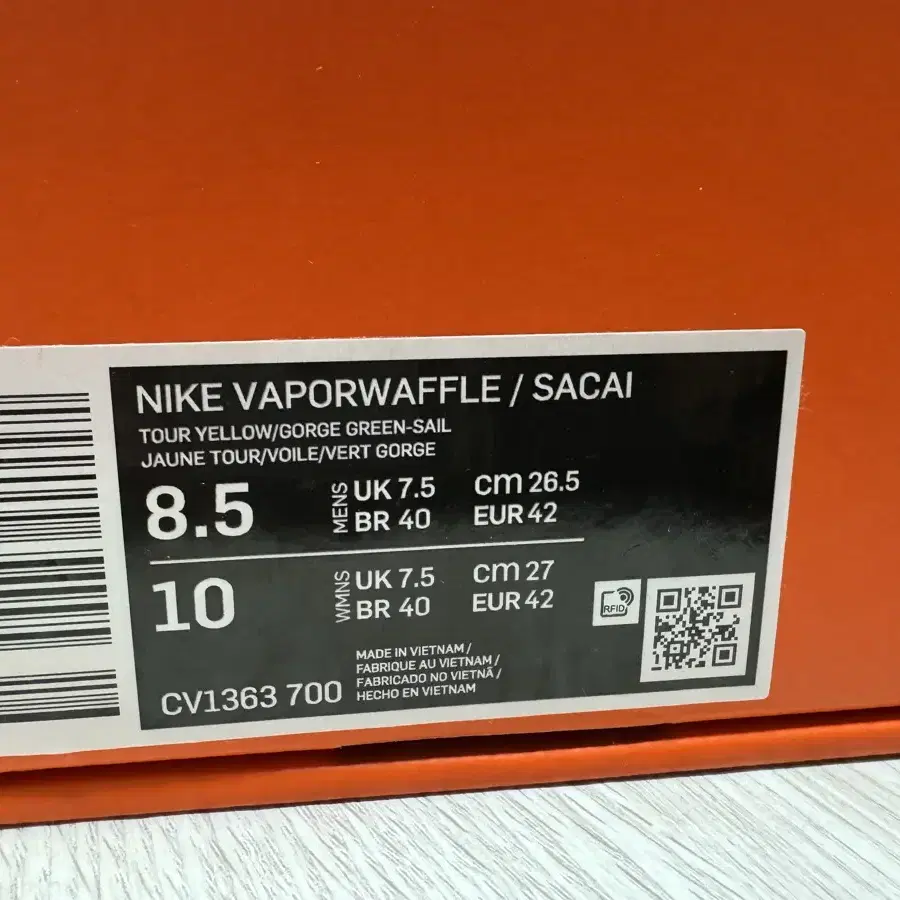 NIKE VAPORWAFFLE / SACAI
TOUR YELLOW/GORGE GREEN-SAIL
JAUNE TOUR/VOILE/VERT GORGE
8.5 MENS UK 7.5 cm 26.5
BR 40 EUR 42
10 WMNS UK 7.5 cm 27
BR 40 EUR 42
RFID
CV1363 700
MADE IN VIETNAM /
FABRIQUE AU VIETNAM /
FABRICADO NO VIETNÃ /
HECHO EN VIETNAM